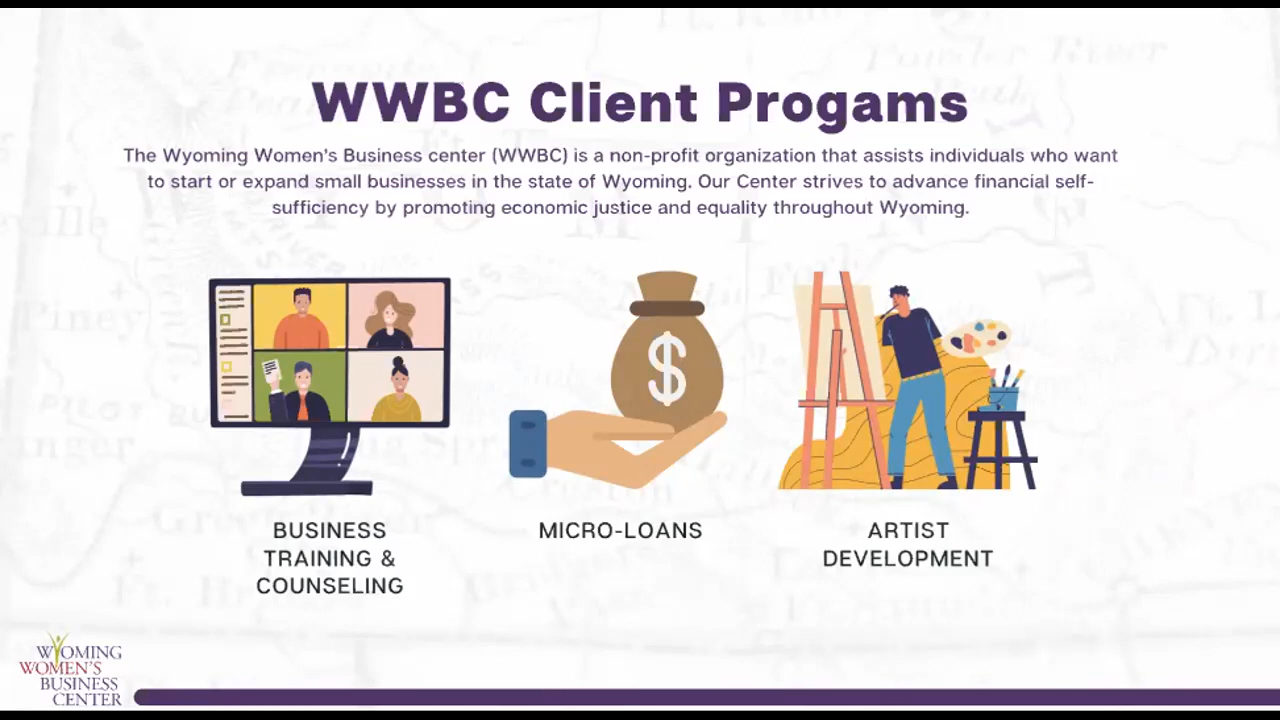 WWBC Client Progams
The Wyoming Women's Business center (WWBC) is a non-profit organization that assists individuals who want
to start or expand small businesses in the state of Wyoming. Our Center strives to advance financial self-
sufficiency by promoting economic justice and equality throughout Wyoming.
$
BUSINESS
TRAINING &
COUNSELING
MICRO-LOANS
ARTIST
DEVELOPMENT
WYOMING
WOMEN'S
BUSINESS
CENTER